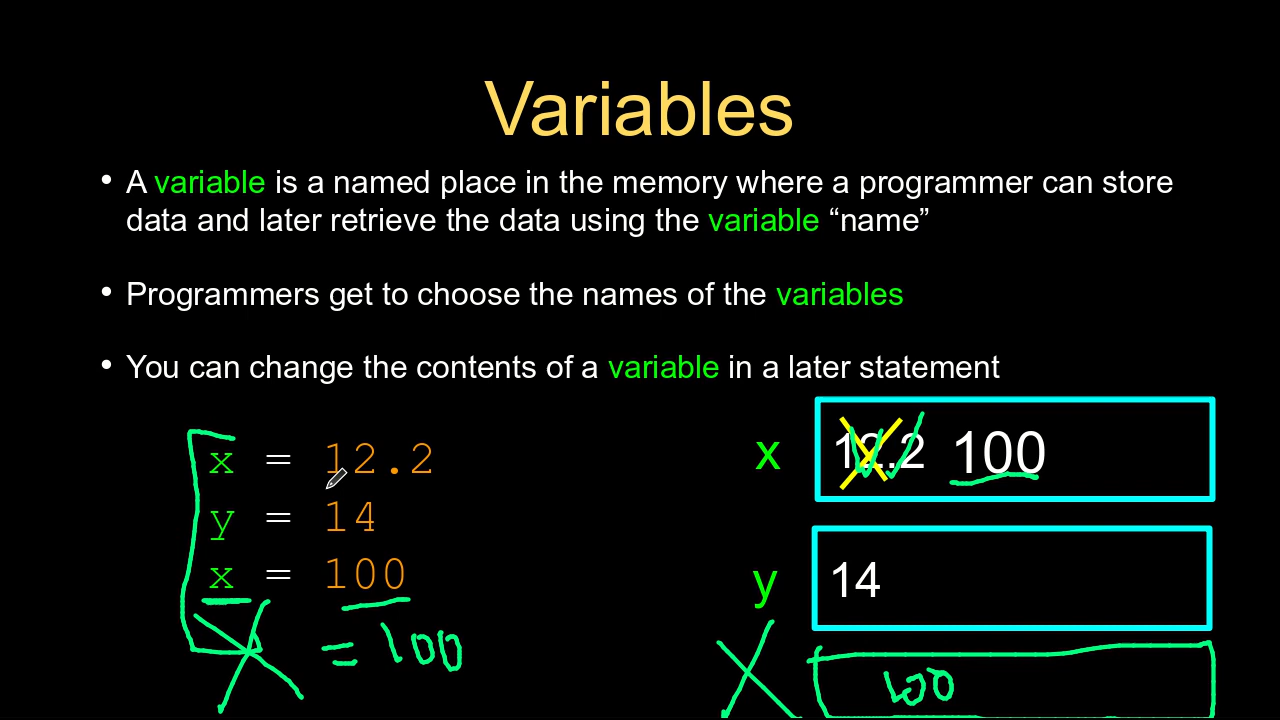 Variables
• A variable is a named place in the memory where a programmer can store
data and later retrieve the data using the variable “name”
• Programmers get to choose the names of the variables
• You can change the contents of a variable in a later statement
x = 12.2
y = 14
x = 100
X = 100
x 12.2 100
y 14
X 100